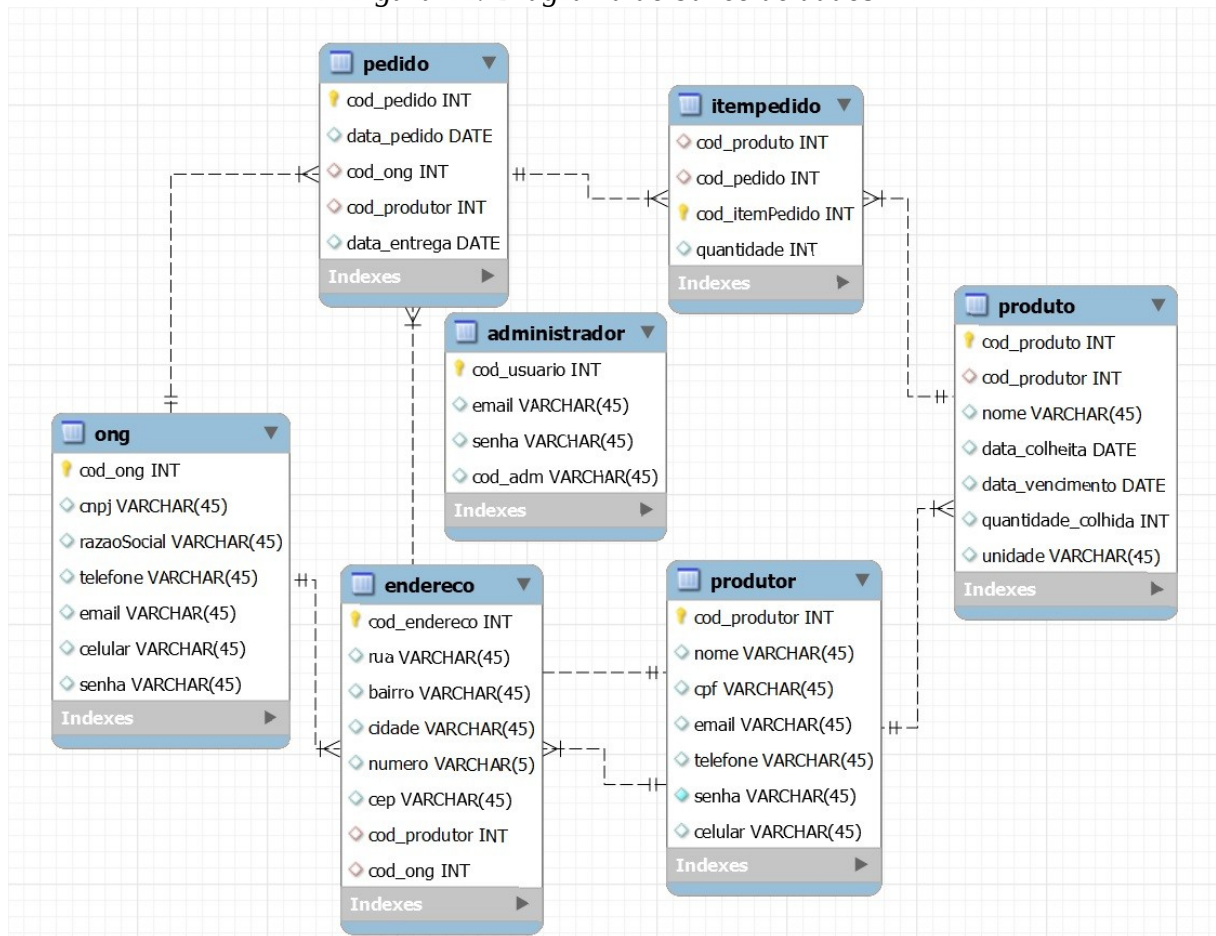 pedido
cod_pedido INT
data_pedido DATE
cod_ong INT
cod_produtor INT
data_entrega DATE
Indexes
itempedido
cod_produto INT
cod_pedido INT
cod_itemPedido INT
quantidade INT
Indexes
administrador
cod_usuario INT
email VARCHAR(45)
senha VARCHAR(45)
cod_adm VARCHAR(45)
Indexes
produto
cod_produto INT
cod_produtor INT
nome VARCHAR(45)
data_colheita DATE
data_vencimento DATE
quantidade_colhida INT
unidade VARCHAR(45)
Indexes
ong
cod_ong INT
cnpj VARCHAR(45)
razaoSocial VARCHAR(45)
telefone VARCHAR(45)
email VARCHAR(45)
celular VARCHAR(45)
senha VARCHAR(45)
Indexes
endereco
cod_endereco INT
rua VARCHAR(45)
bairro VARCHAR(45)
cidade VARCHAR(45)
numero VARCHAR(5)
cep VARCHAR(45)
cod_produtor INT
cod_ong INT
Indexes
produtor
cod_produtor INT
nome VARCHAR(45)
cpf VARCHAR(45)
email VARCHAR(45)
telefone VARCHAR(45)
senha VARCHAR(45)
celular VARCHAR(45)
Indexes